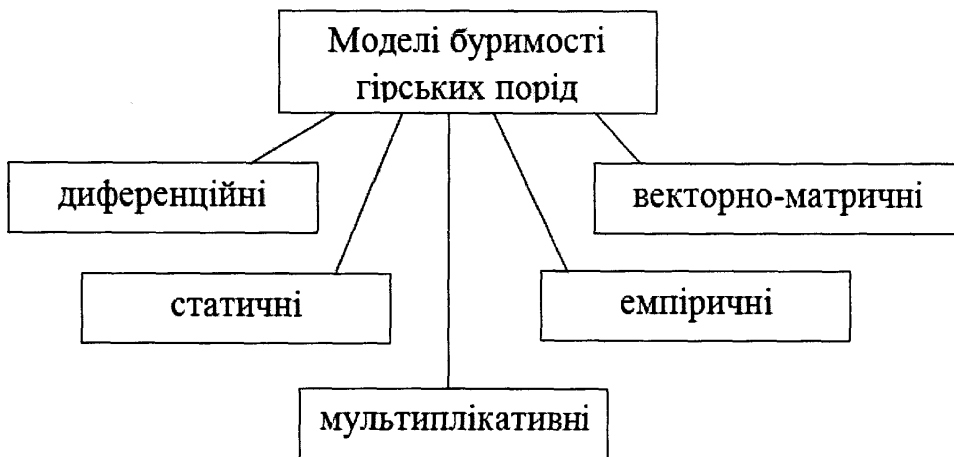 Моделі буримості
гірських порід
диференційні
векторно-матричні
статичні
емпіричні
мультиплікативні